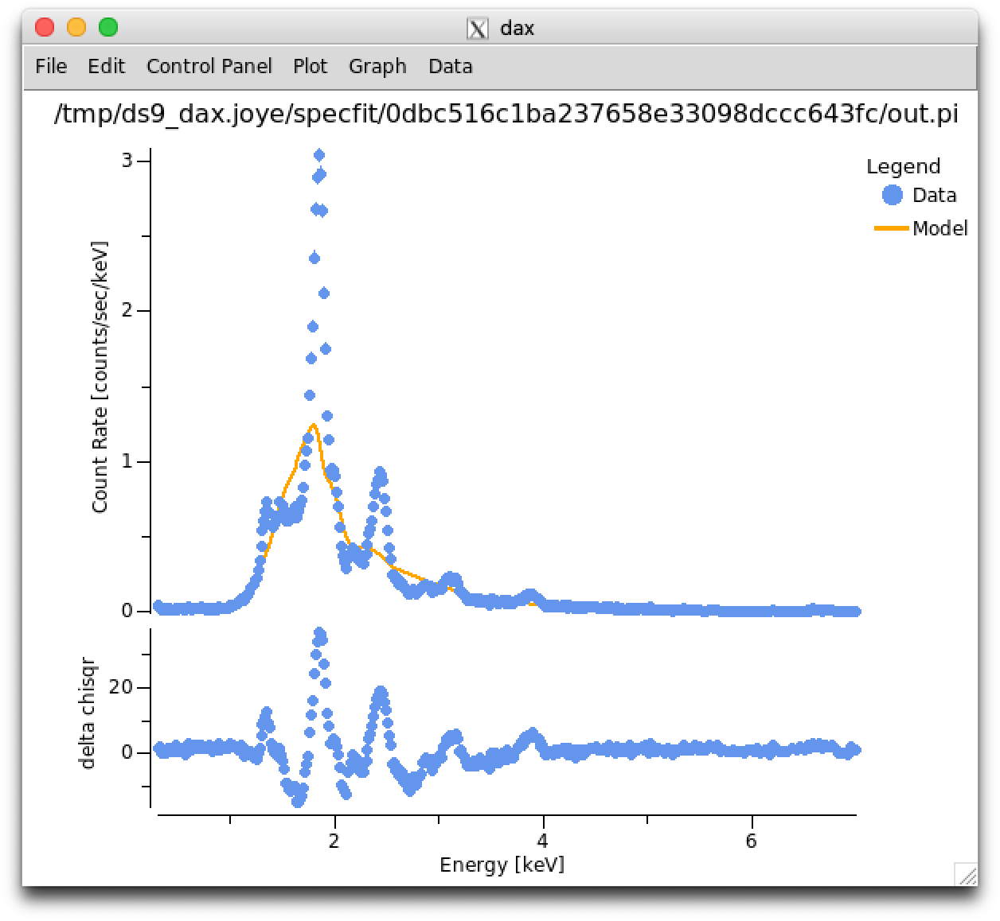 dax
File Edit Control Panel Plot Graph Data
/tmp/ds9_dax.joye/specfit/0dbc516c1ba237658e33098dccc643fc/out.pi
Legend
Data
Model
Count Rate [counts/sec/keV]
3
2
1
0
delta chisqr
20
0
2 4 6
Energy [keV]